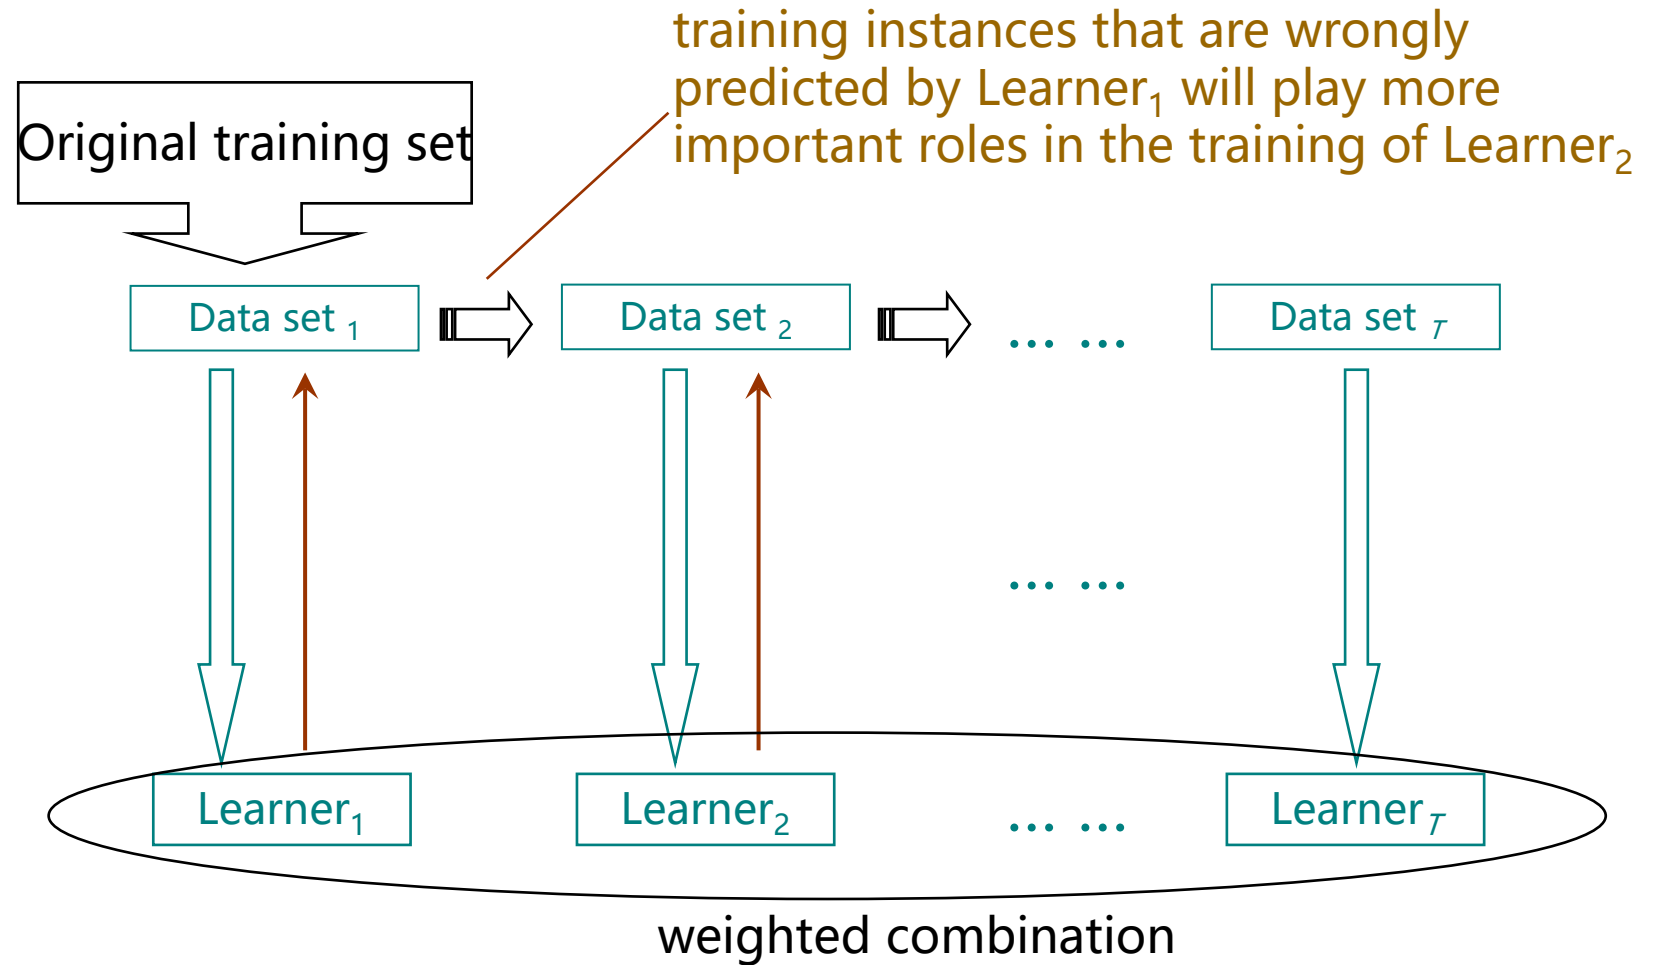 training instances that are wrongly
predicted by Learner₁ will play more
important roles in the training of Learner₂
Original training set
Data set ₁
Data set ₂
... ...
Data set T
... ...
Learner₁
Learner₂
... ...
Learner T
weighted combination